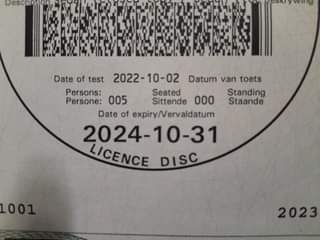 Description
Date of test 2022-10-02 Datum van toets
Persons: Seated Standing
Persone: 005 Sittende 000 Staande
Date of expiry/Vervaldatum
2024-10-31
LICENCE DISC
1001 2023